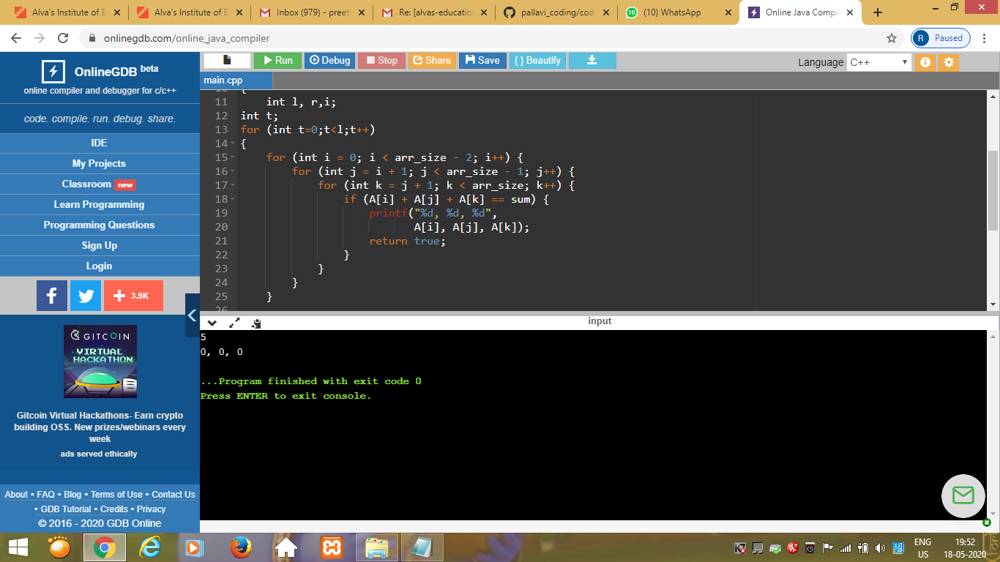 Alva's Institute of E
Alva's Institute of E
Inbox (979) - preeth
Re: [alvas-education
pallavi_coding/codi
(10) WhatsApp
Online Java Compil
onlinegdb.com/online_java_compiler
R Paused
OnlineGDB beta
online compiler and debugger for c/c++
code. compile. run. debug. share.
IDE
My Projects
Classroom new
Learn Programming
Programming Questions
Sign Up
Login
3.9K
GITCOIN
VIRTUAL
HACKATHON
Gitcoin Virtual Hackathons- Earn crypto
building OSS. New prizes/webinars every
week
ads served ethically
About • FAQ • Blog • Terms of Use • Contact Us
• GDB Tutorial • Credits • Privacy
© 2016 - 2020 GDB Online
Run Debug Stop Share Save { } Beautify
Language C++
main.cpp
10 {
11 int l, r,i;
12 int t;
13 for (int t=0;t<l;t++)
14 {
15 for (int i = 0; i < arr_size - 2; i++) {
16 for (int j = i + 1; j < arr_size - 1; j++) {
17 for (int k = j + 1; k < arr_size; k++) {
18 if (A[i] + A[j] + A[k] == sum) {
19 printf("%d, %d, %d",
20 A[i], A[j], A[k]);
21 return true;
22 }
23 }
24 }
25 }
26
input
5
0, 0, 0
...Program finished with exit code 0
Press ENTER to exit console.
ENG
US
19:52
18-05-2020